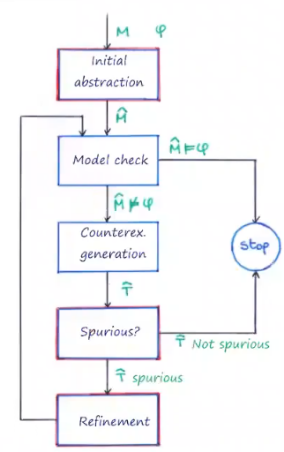 M φ
Initial
abstraction
M̂
Model check
M̂ ⊨ φ
M̂ ⊭ φ
Counterex.
generation
Stop
T̂
Spurious?
T̂ Not spurious
T̂ spurious
Refinement